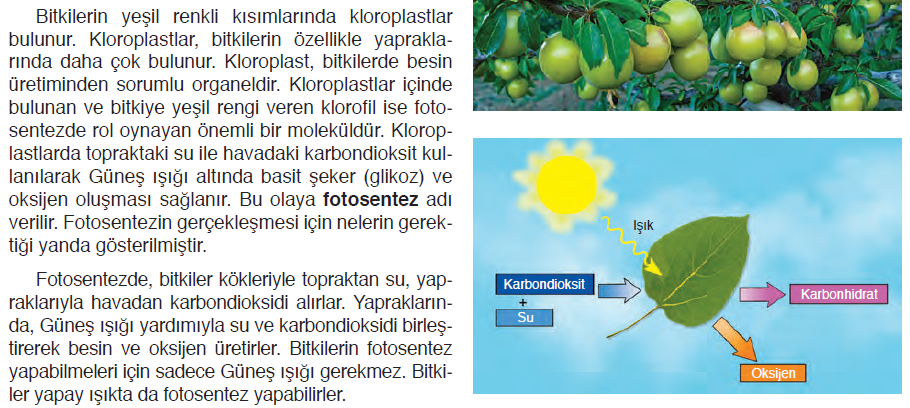 Bitkilerin yeşil renkli kısımlarında kloroplastlar
bulunur. Kloroplastlar, bitkilerin özellikle yaprakla-
rında daha çok bulunur. Kloroplast, bitkilerde besin
üretiminden sorumlu organeldir. Kloroplastlar içinde
bulunan ve bitkiye yeşil rengi veren klorofil ise foto-
sentezde rol oynayan önemli bir moleküldür. Klorop-
lastlarda topraktaki su ile havadaki karbondioksit kul-
lanılarak Güneş ışığı altında basit şeker (glikoz) ve
oksijen oluşması sağlanır. Bu olaya fotosentez adı
verilir. Fotosentezin gerçekleşmesi için nelerin gerek-
tiği yanda gösterilmiştir.
Fotosentezde, bitkiler kökleriyle topraktan su, yap-
raklarıyla havadan karbondioksidi alırlar. Yaprakların-
da, Güneş ışığı yardımıyla su ve karbondioksidi birleş-
tirerek besin ve oksijen üretirler. Bitkilerin fotosentez
yapabilmeleri için sadece Güneş ışığı gerekmez. Bitki-
ler yapay ışıkta da fotosentez yapabilirler.
Işık
Karbondioksit
+
Su
Karbonhidrat
Oksijen